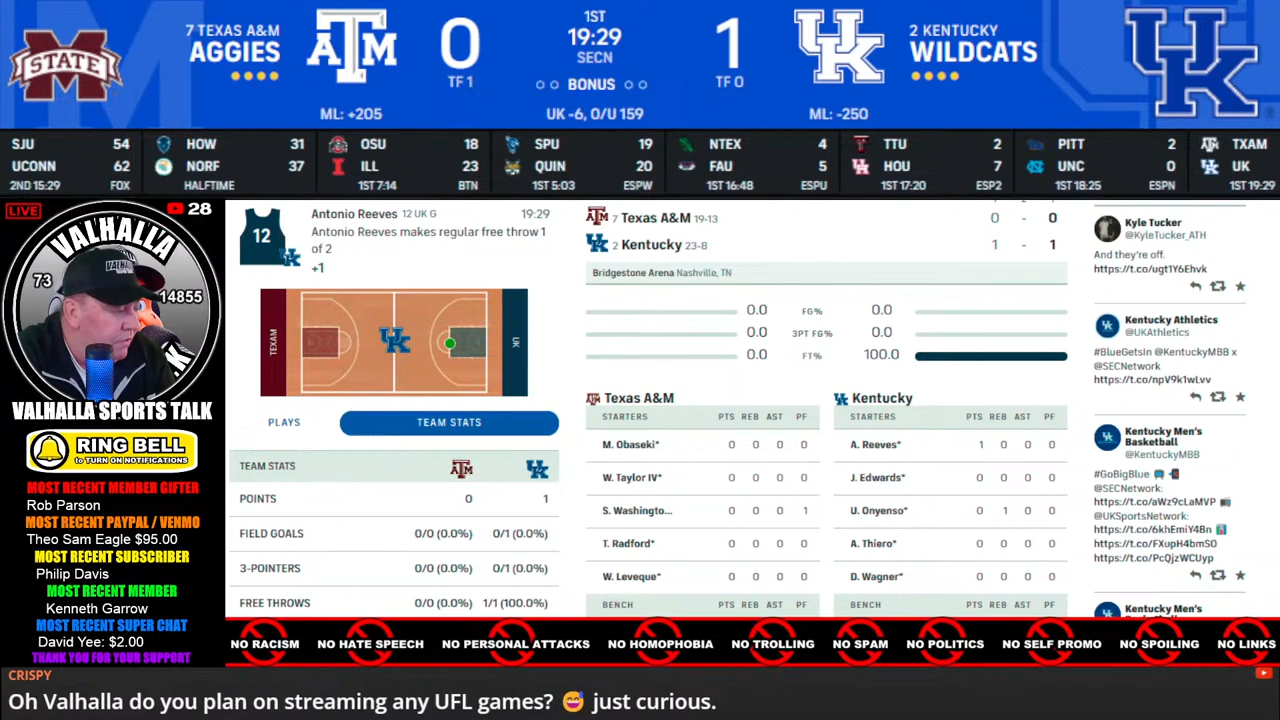 STATE
7 TEXAS A&M
AGGIES
ATM
0
TF 1
ML: +205
1ST
19:29
SECN
BONUS
UK -6, O/U 159
1
TF 0
ML: -250
UK
2 KENTUCKY
WILDCATS
UK
SJU 54
UCONN 62
2ND 15:29 FOX
HOW 31
NORF 37
HALFTIME
OSU 18
ILL 23
1ST 7:14 BTN
SPU 19
QUIN 20
1ST 5:03 ESPW
NTEX 4
FAU 5
1ST 16:48 ESPU
TTU 2
HOU 7
1ST 17:20 ESP2
PITT 2
UNC 0
1ST 18:25 ESPN
TXAM
UK
1ST 19:29
LIVE
28
VALHALLA
73
14855
VALHALLA SPORTS TALK
RING BELL
to TURN ON NOTIFICATIONS
MOST RECENT MEMBER GIFTER
Rob Parson
MOST RECENT PAYPAL / VENMO
Theo Sam Eagle $95.00
MOST RECENT SUBSCRIBER
Philip Davis
MOST RECENT MEMBER
Kenneth Garrow
MOST RECENT SUPER CHAT
David Yee: $2.00
THANK YOU FOR YOUR SUPPORT
12
Antonio Reeves 12 UK G 19:29
Antonio Reeves makes regular free throw 1
of 2
+1
TEXAM
UK
UK
PLAYS
TEAM STATS
TEAM STATS
POINTS 0 1
FIELD GOALS 0/0 (0.0%) 0/1 (0.0%)
3-POINTERS 0/0 (0.0%) 0/1 (0.0%)
FREE THROWS 0/0 (0.0%) 1/1 (100.0%)
7 Texas A&M 19-13 0 - 0
2 Kentucky 23-8 1 - 1
Bridgestone Arena Nashville, TN
0.0 FG% 0.0
0.0 3PT FG% 0.0
0.0 FT% 100.0
Texas A&M
STARTERS PTS REB AST PF
M. Obaseki* 0 0 0 0
W. Taylor IV* 0 0 0 0
S. Washingto... 0 0 0 1
T. Radford* 0 0 0 0
W. Leveque* 0 0 0 0
BENCH PTS REB AST PF
Kentucky
STARTERS PTS REB AST PF
A. Reeves* 1 0 0 0
J. Edwards* 0 0 0 0
U. Onyenso* 0 1 0 0
A. Thiero* 0 0 0 0
D. Wagner* 0 0 0 0
BENCH PTS REB AST PF
Kyle Tucker
@KyleTucker_ATH
And they're off.
https://t.co/ugt1Y6Ehvk
Kentucky Athletics
@UKAthletics
#BlueGetsIn @KentuckyMBB x
@SECNetwork
https://t.co/npV9k1wLvv
Kentucky Men's
Basketball
@KentuckyMBB
#GoBigBlue
@SECNetwork:
https://t.co/aWz9cLaMVP
@UKSportsNetwork:
https://t.co/6khEmiY4Bn
https://t.co/FXupH4bmSO
https://t.co/PcQjzWCUyp
Kentucky Men's
NO RACISM
NO HATE SPEECH
NO PERSONAL ATTACKS
NO HOMOPHOBIA
NO TROLLING
NO SPAM
NO POLITICS
NO SELF PROMO
NO SPOILING
NO LINKS
CRISPY
Oh Valhalla do you plan on streaming any UFL games? 😅 just curious.